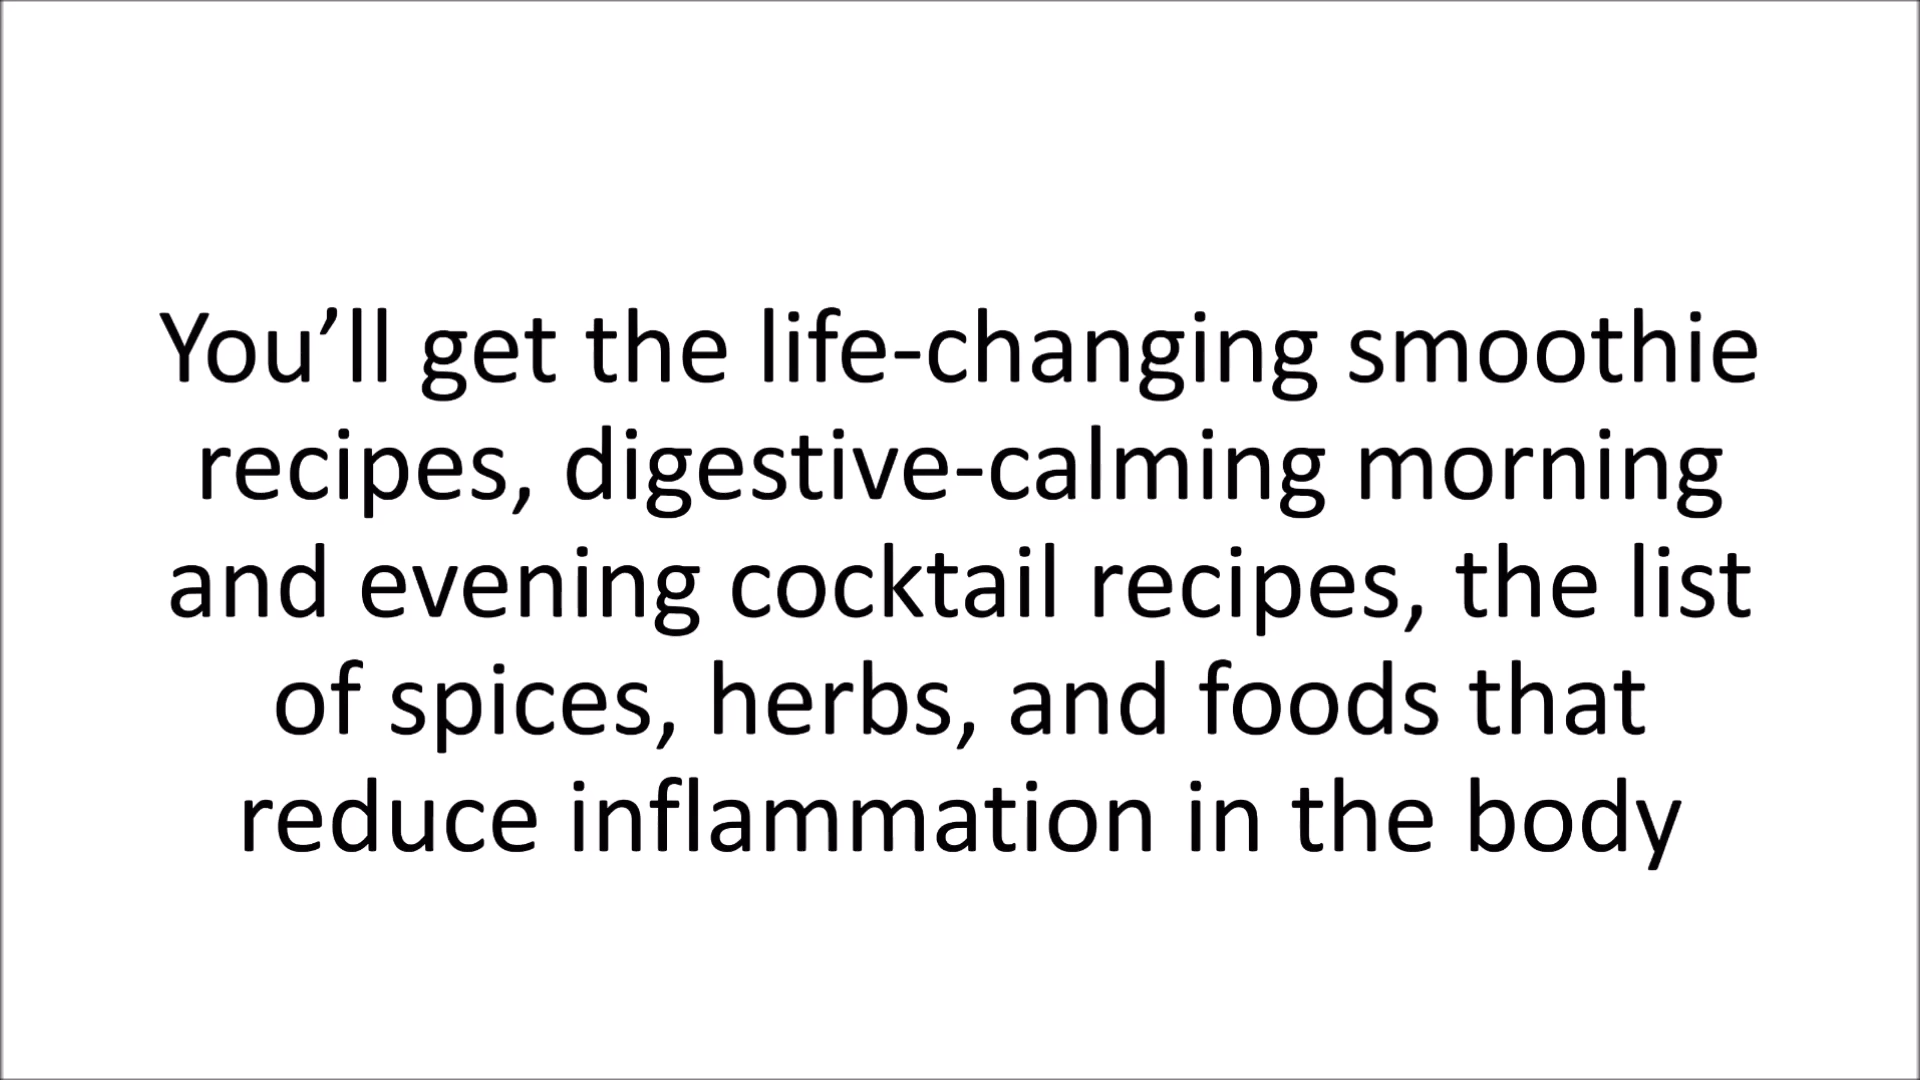 You’ll get the life-changing smoothie
recipes, digestive-calming morning
and evening cocktail recipes, the list
of spices, herbs, and foods that
reduce inflammation in the body